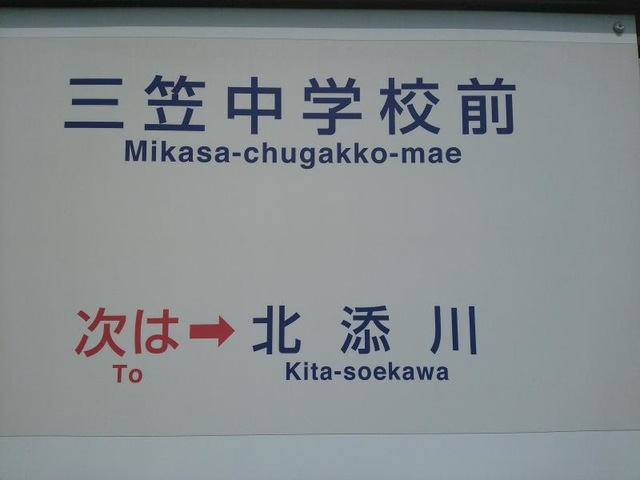 三笠中学校前
Mikasa-chugakko-mae
次は➡北添川
To Kita-soekawa